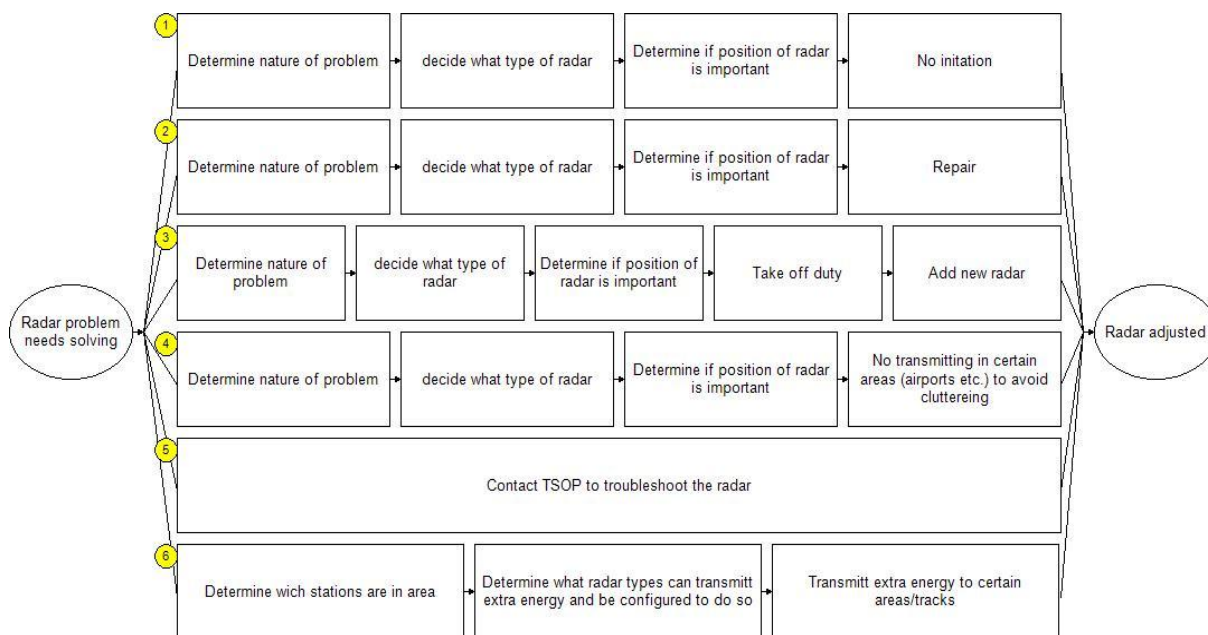 1
Determine nature of problem
decide what type of radar
Determine if position of radar
is important
No initation
2
Determine nature of problem
decide what type of radar
Determine if position of radar
is important
Repair
3
Determine nature of
problem
decide what type of
radar
Determine if position of
radar is important
Take off duty
Add new radar
Radar problem
needs solving
Radar adjusted
4
Determine nature of problem
decide what type of radar
Determine if position of radar
is important
No transmitting in certain
areas (airports etc.) to avoid
cluttereing
5
Contact TSOP to troubleshoot the radar
6
Determine wich stations are in area
Determine what radar types can transmitt
extra energy and be configured to do so
Transmitt extra energy to certain
areas/tracks